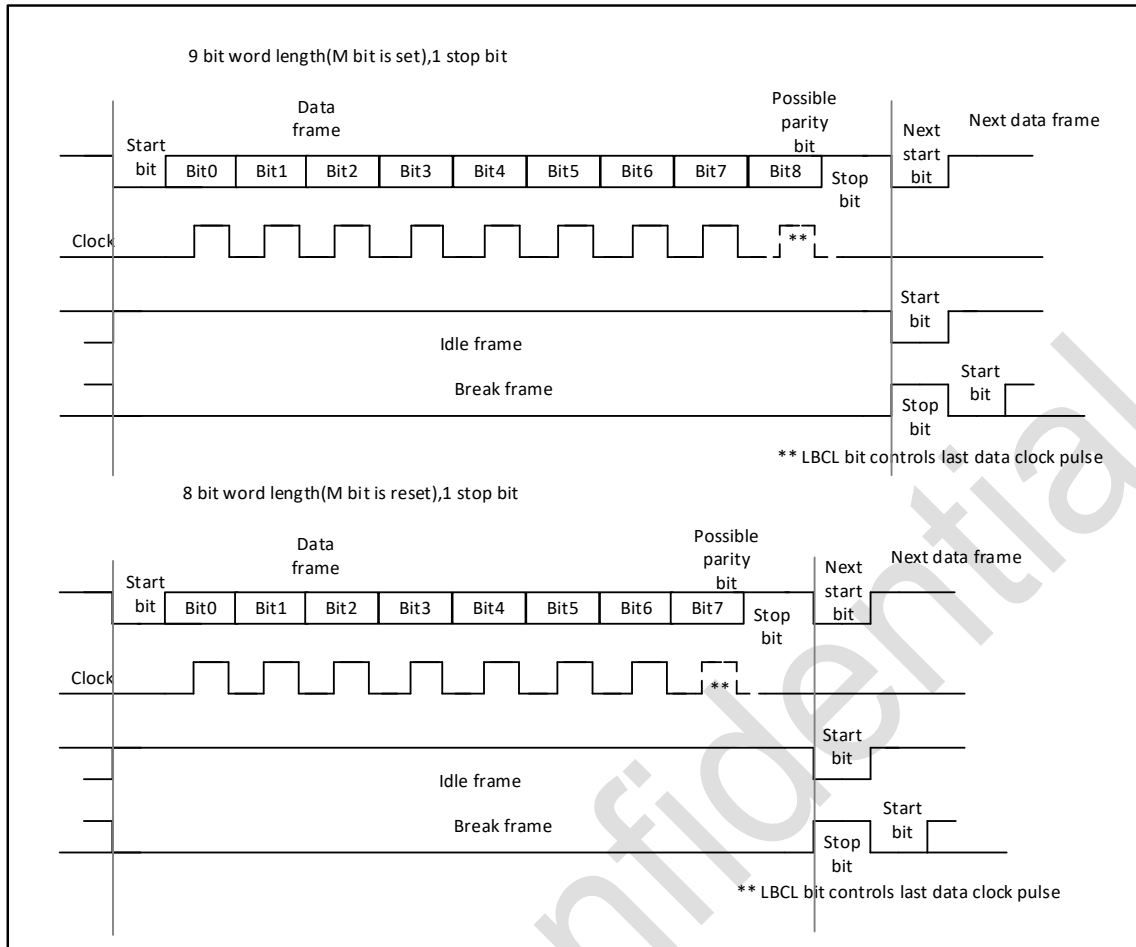 9 bit word length(M bit is set),1 stop bit
Data
frame
Possible
parity
bit
Start
bit
Next
start
bit
Next data frame
Bit0 Bit1 Bit2 Bit3 Bit4 Bit5 Bit6 Bit7 Bit8
Stop
bit
Clock
**
Start
bit
Idle frame
Break frame
Start
bit
Stop
bit
** LBCL bit controls last data clock pulse
8 bit word length(M bit is reset),1 stop bit
Data
frame
Possible
parity
bit
Start
bit
Next
start
bit
Next data frame
Bit0 Bit1 Bit2 Bit3 Bit4 Bit5 Bit6 Bit7
Stop
bit
Clock
**
Start
bit
Idle frame
Break frame
Start
bit
Stop
bit
** LBCL bit controls last data clock pulse
nfidential